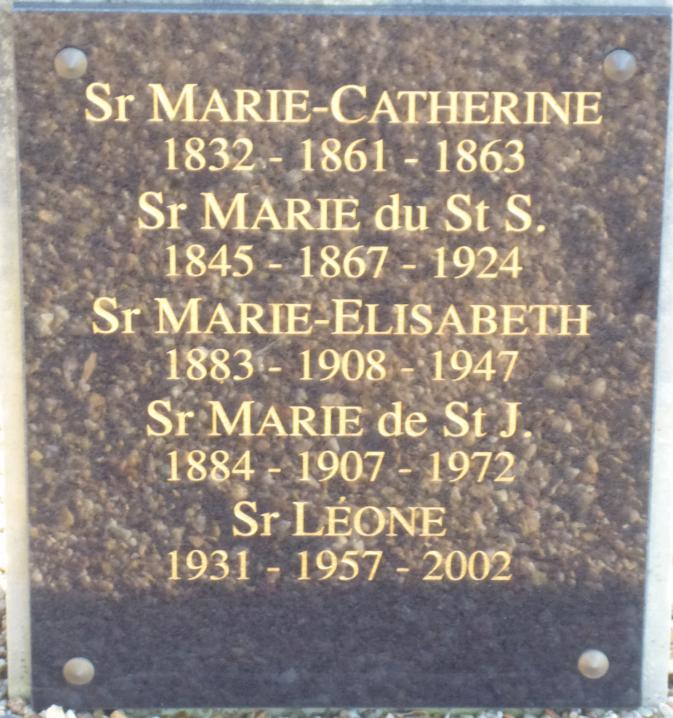 Sr MARIE-CATHERINE
1832 - 1861 - 1863
Sr MARIE du St S.
1845 - 1867 - 1924
Sr MARIE-ELISABETH
1883 - 1908 - 1947
Sr MARIE de St J.
1884 - 1907 - 1972
Sr LÉONE
1931 - 1957 - 2002